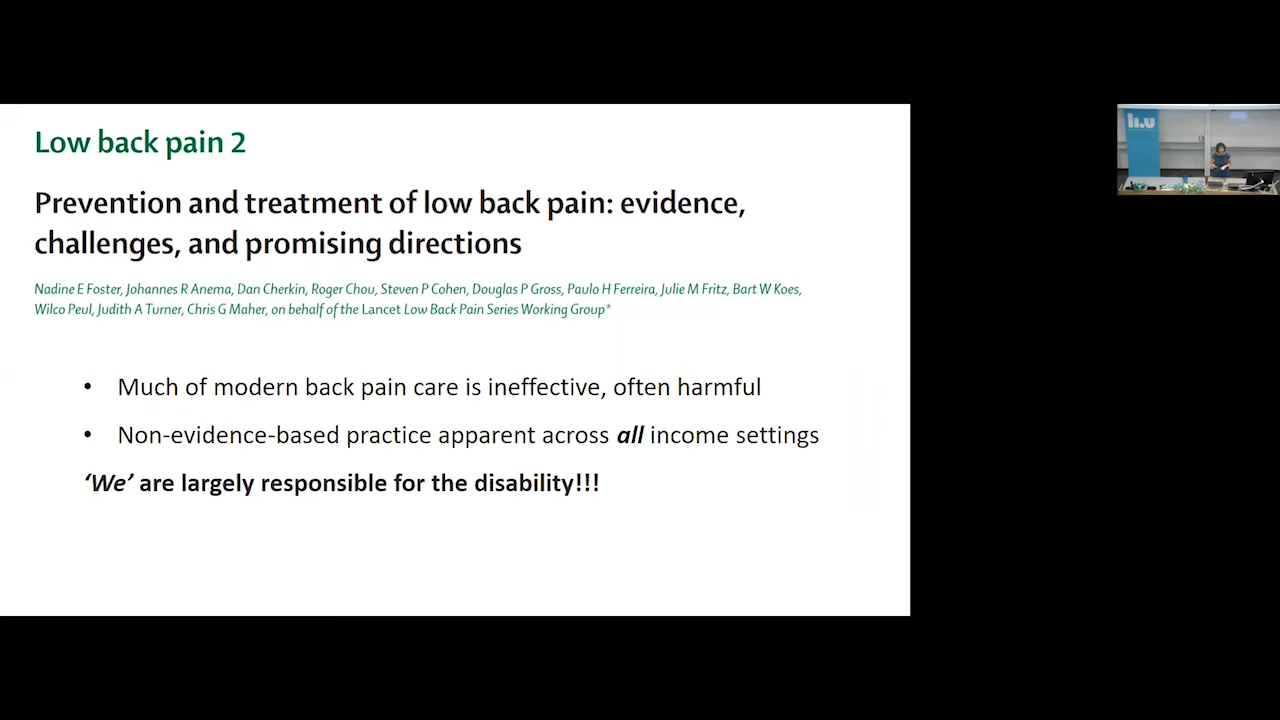 Low back pain 2
Prevention and treatment of low back pain: evidence,
challenges, and promising directions
Nadine E Foster, Johannes R Anema, Dan Cherkin, Roger Chou, Steven P Cohen, Douglas P Gross, Paulo H Ferreira, Julie M Fritz, Bart W Koes,
Wilco Peul, Judith A Turner, Chris G Maher, on behalf of the Lancet Low Back Pain Series Working Group*
• Much of modern back pain care is ineffective, often harmful
• Non-evidence-based practice apparent across all income settings
‘We’ are largely responsible for the disability!!!